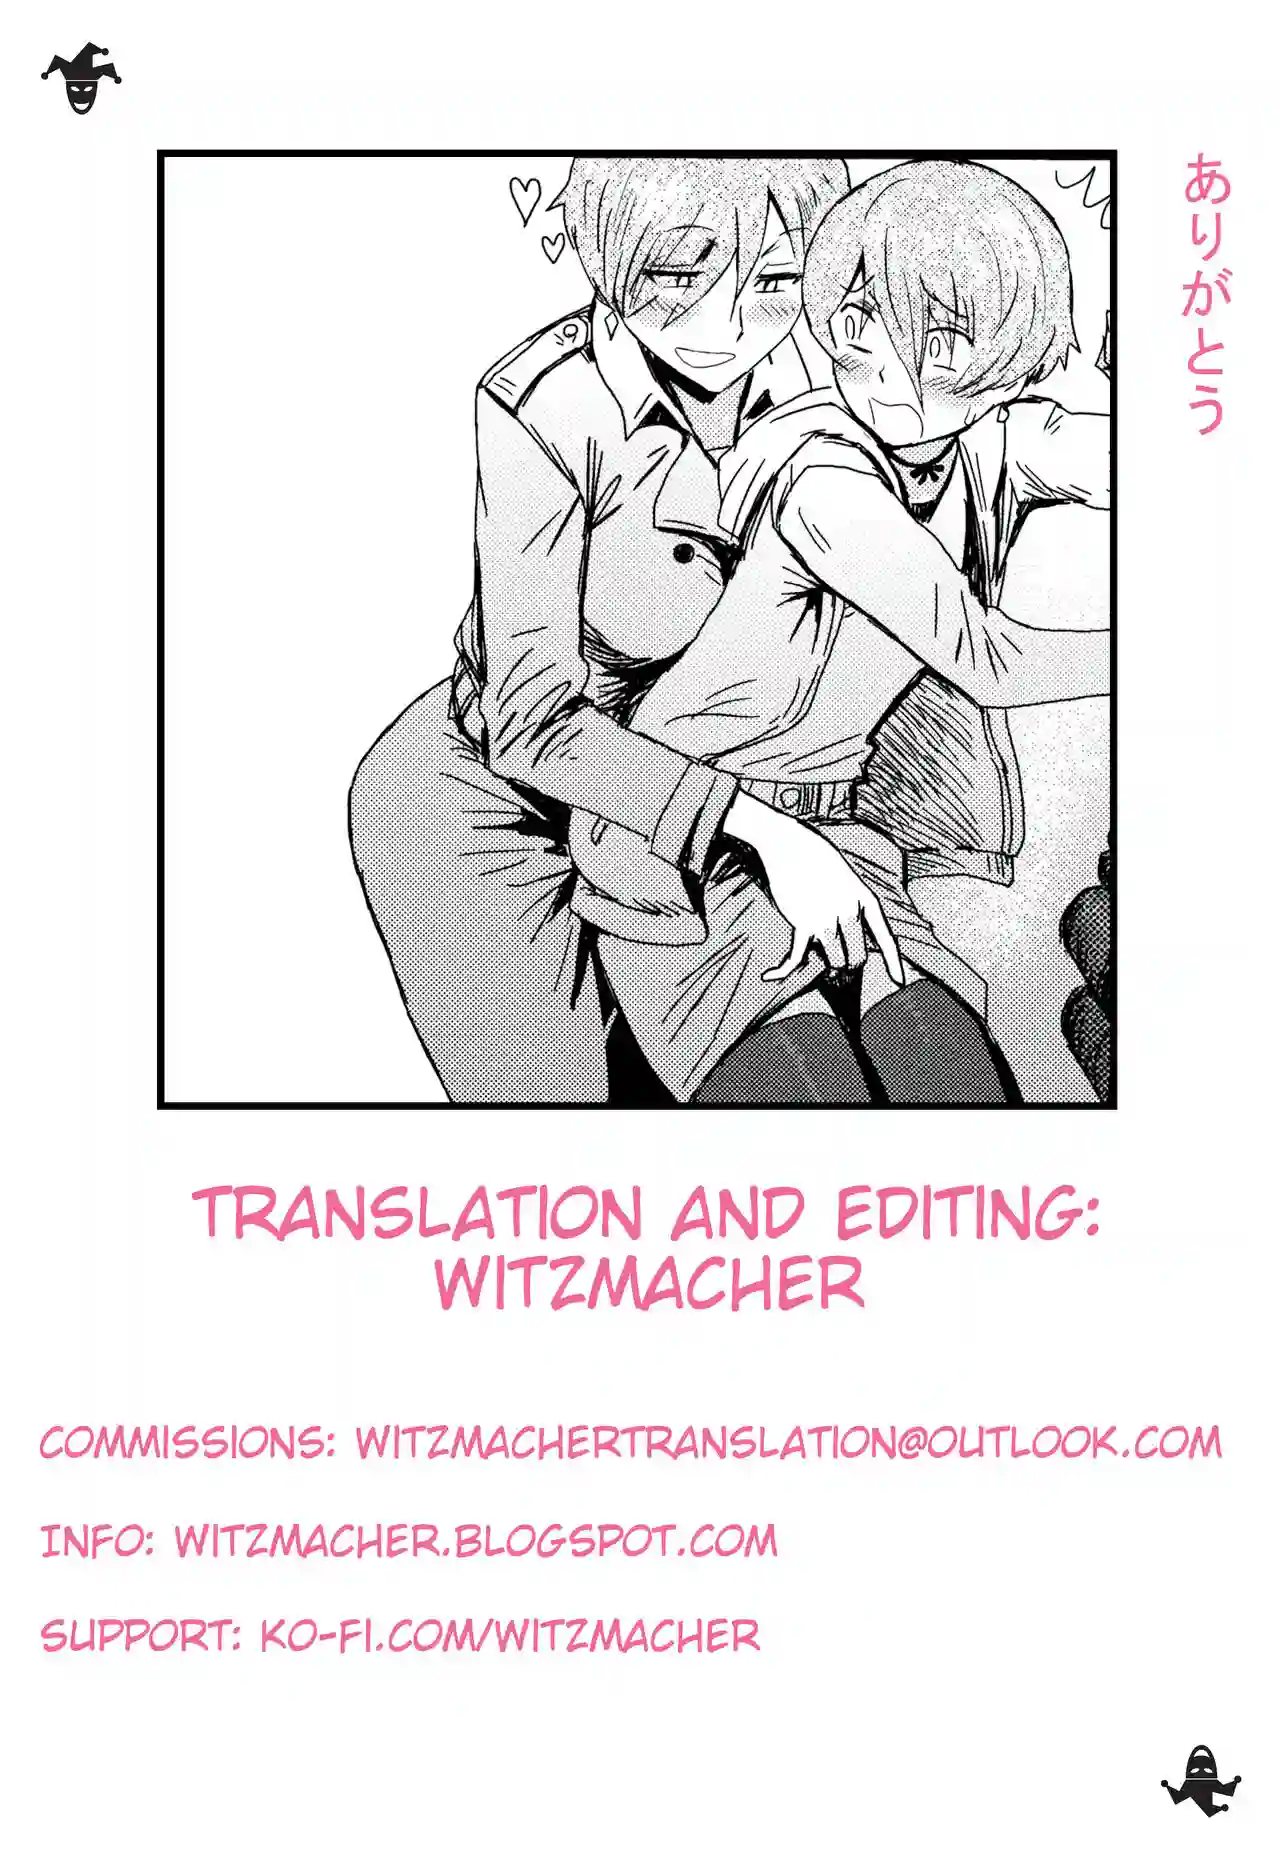 ありがとう
TRANSLATION AND EDITING:
WITZMACHER
COMMISSIONS: WITZMACHERTRANSLATION@OUTLOOK.COM
INFO: WITZMACHER.BLOGSPOT.COM
SUPPORT: KO-FI.COM/WITZMACHER